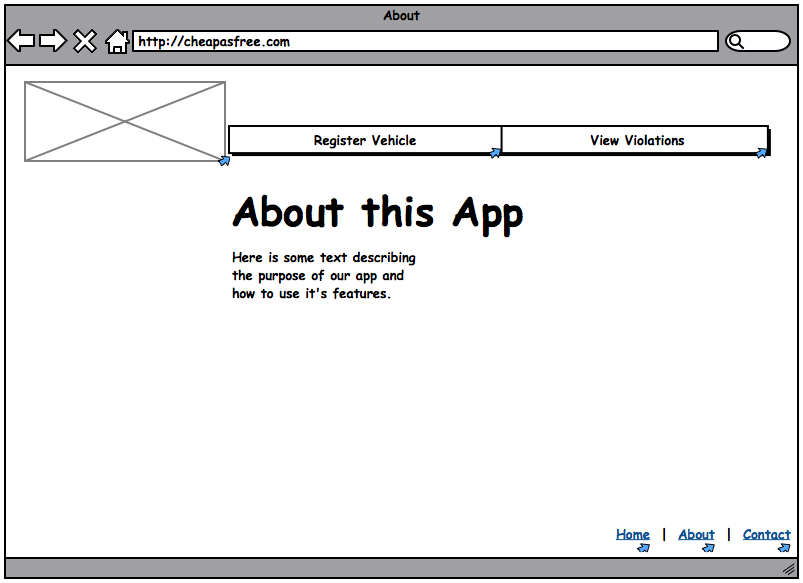 About
http://cheapasfree.com
Register Vehicle
View Violations
About this App
Here is some text describing
the purpose of our app and
how to use it's features.
Home | About | Contact